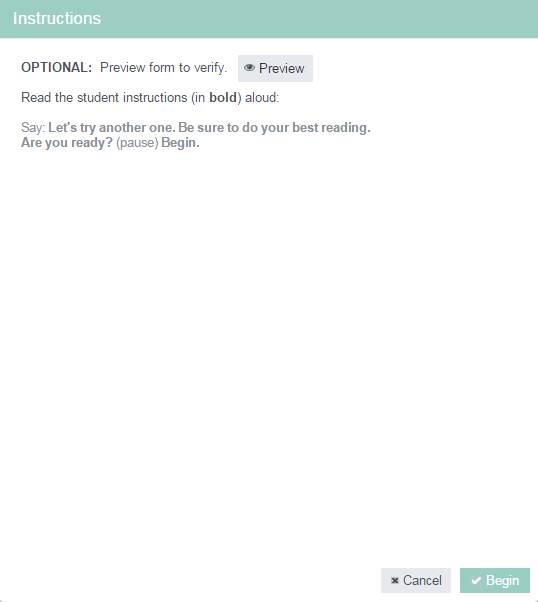 Instructions
OPTIONAL: Preview form to verify. Preview
Read the student instructions (in bold) aloud:
Say: Let's try another one. Be sure to do your best reading.
Are you ready? (pause) Begin.
Cancel Begin